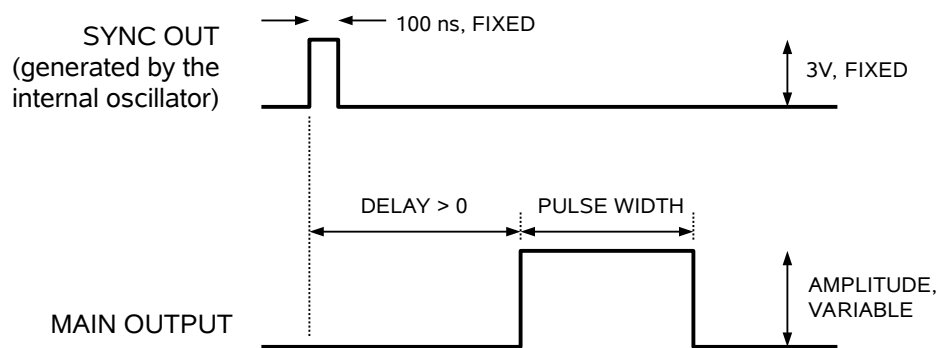 100 ns, FIXED
SYNC OUT
(generated by the
internal oscillator)
3V, FIXED
DELAY > 0
PULSE WIDTH
AMPLITUDE,
VARIABLE
MAIN OUTPUT